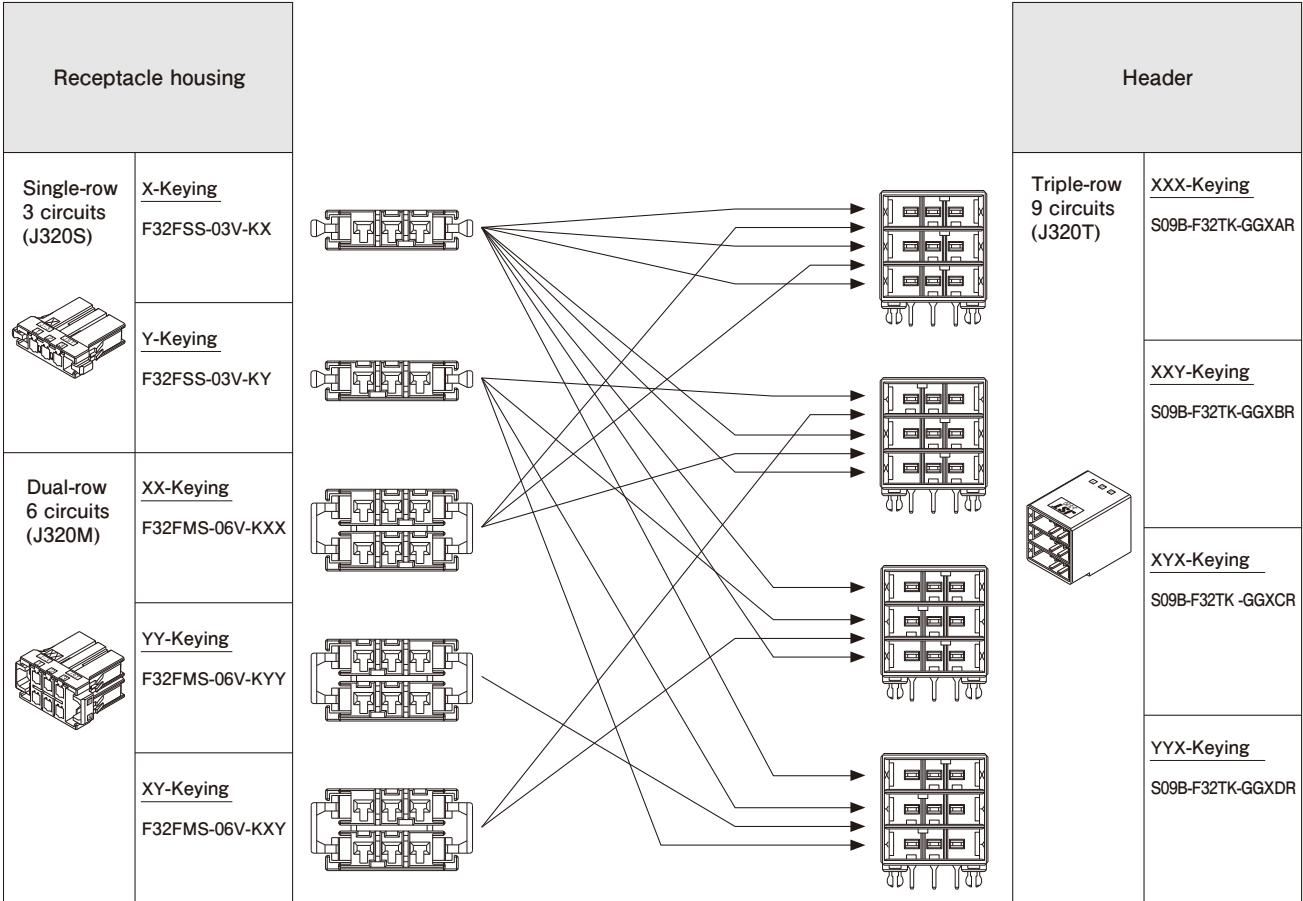 Receptacle housing
Header
Single-row
3 circuits
(J320S)
X-Keying
F32FSS-03V-KX
Y-Keying
F32FSS-03V-KY
Dual-row
6 circuits
(J320M)
XX-Keying
F32FMS-06V-KXX
YY-Keying
F32FMS-06V-KYY
XY-Keying
F32FMS-06V-KXY
Triple-row
9 circuits
(J320T)
XXX-Keying
S09B-F32TK-GGXAR
XXY-Keying
S09B-F32TK-GGXBR
XYX-Keying
S09B-F32TK -GGXCR
YYX-Keying
S09B-F32TK-GGXDR
JST